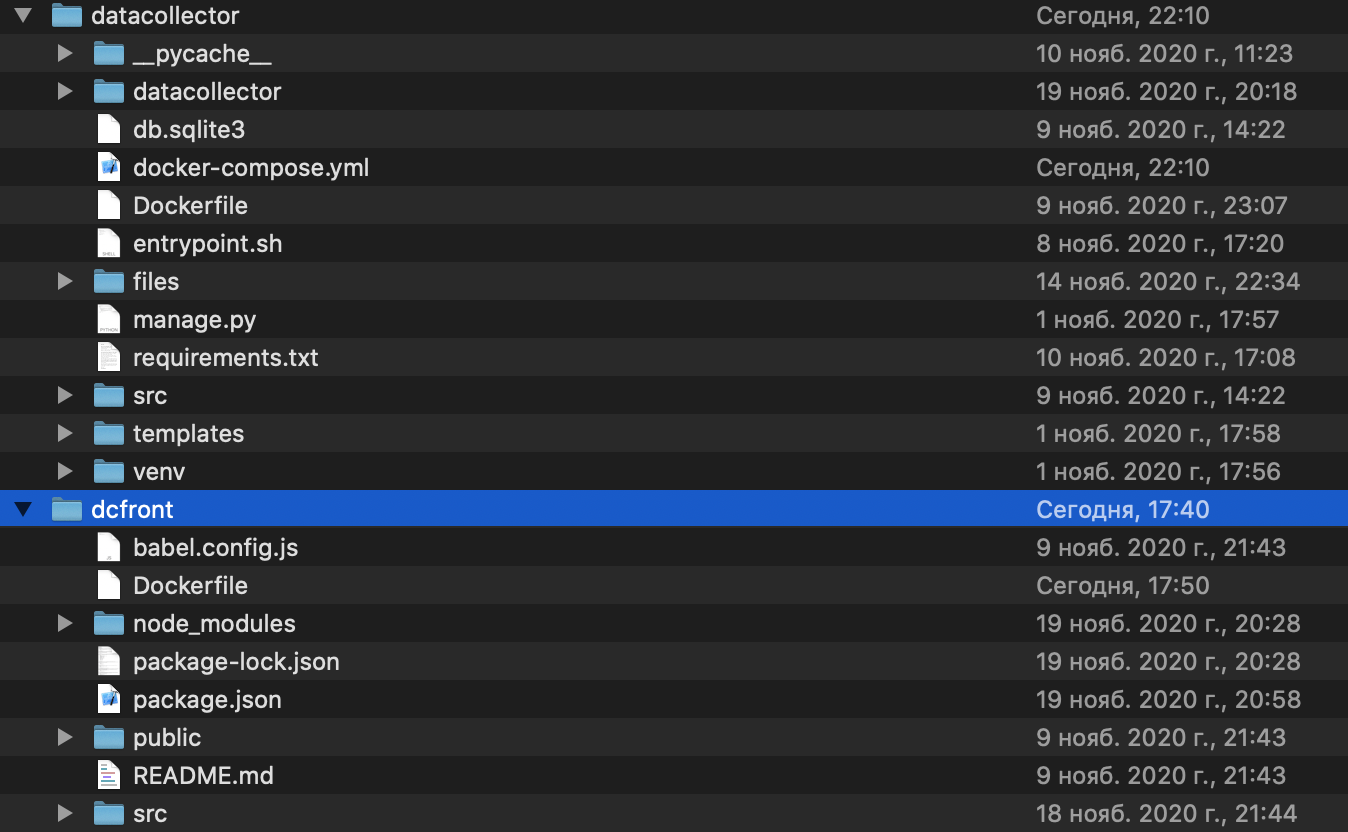 datacollector Сегодня, 22:10
__pycache__ 10 нояб. 2020 г., 11:23
datacollector 19 нояб. 2020 г., 20:18
db.sqlite3 9 нояб. 2020 г., 14:22
docker-compose.yml Сегодня, 22:10
Dockerfile 9 нояб. 2020 г., 23:07
entrypoint.sh 8 нояб. 2020 г., 17:20
files 14 нояб. 2020 г., 22:34
manage.py 1 нояб. 2020 г., 17:57
requirements.txt 10 нояб. 2020 г., 17:08
src 9 нояб. 2020 г., 14:22
templates 1 нояб. 2020 г., 17:58
venv 1 нояб. 2020 г., 17:56
dcfront Сегодня, 17:40
babel.config.js 9 нояб. 2020 г., 21:43
Dockerfile Сегодня, 17:50
node_modules 19 нояб. 2020 г., 20:28
package-lock.json 19 нояб. 2020 г., 20:28
package.json 19 нояб. 2020 г., 20:58
public 9 нояб. 2020 г., 21:43
README.md 9 нояб. 2020 г., 21:43
src 18 нояб. 2020 г., 21:44